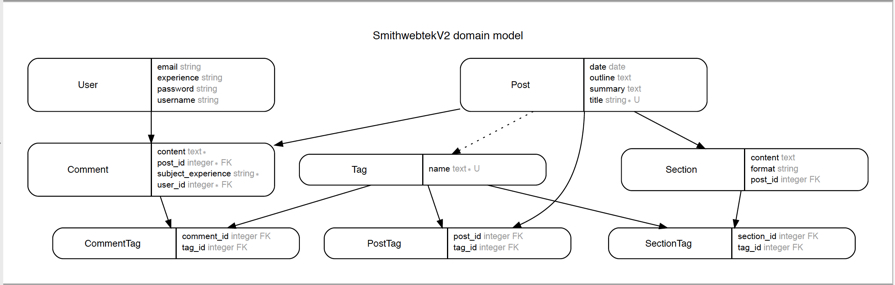 SmithwebtekV2 domain model
User
email string
experience string
password string
username string
Post
date date
outline text
summary text
title string∗ U
Comment
content text∗
post_id integer∗ FK
subject_experience string∗
user_id integer∗ FK
Tag
name text∗ U
Section
content text
format string
post_id integer FK
CommentTag
comment_id integer FK
tag_id integer FK
PostTag
post_id integer FK
tag_id integer FK
SectionTag
section_id integer FK
tag_id integer FK